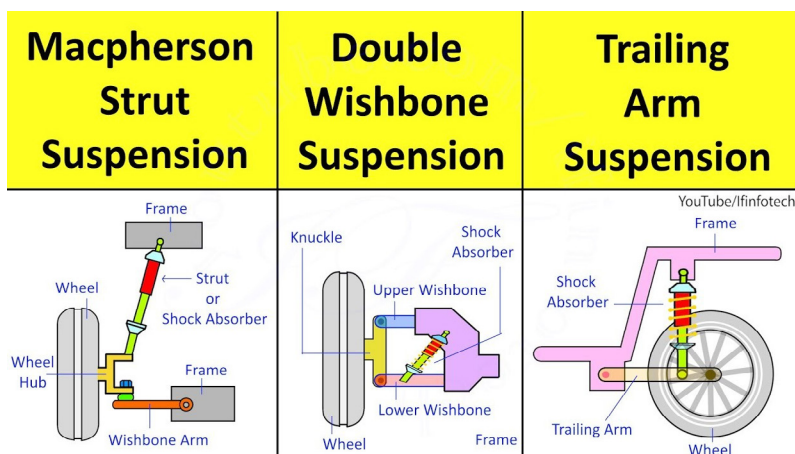 Macpherson
Strut
Suspension
Double
Wishbone
Suspension
Trailing
Arm
Suspension
Frame
Strut
or
Shock Absorber
Wheel
Wheel
Hub
Frame
Wishbone Arm
Knuckle
Shock
Absorber
Upper Wishbone
Lower Wishbone
Wheel
Frame
YouTube/lfinfotech
Frame
Shock
Absorber
Trailing Arm
Wheel